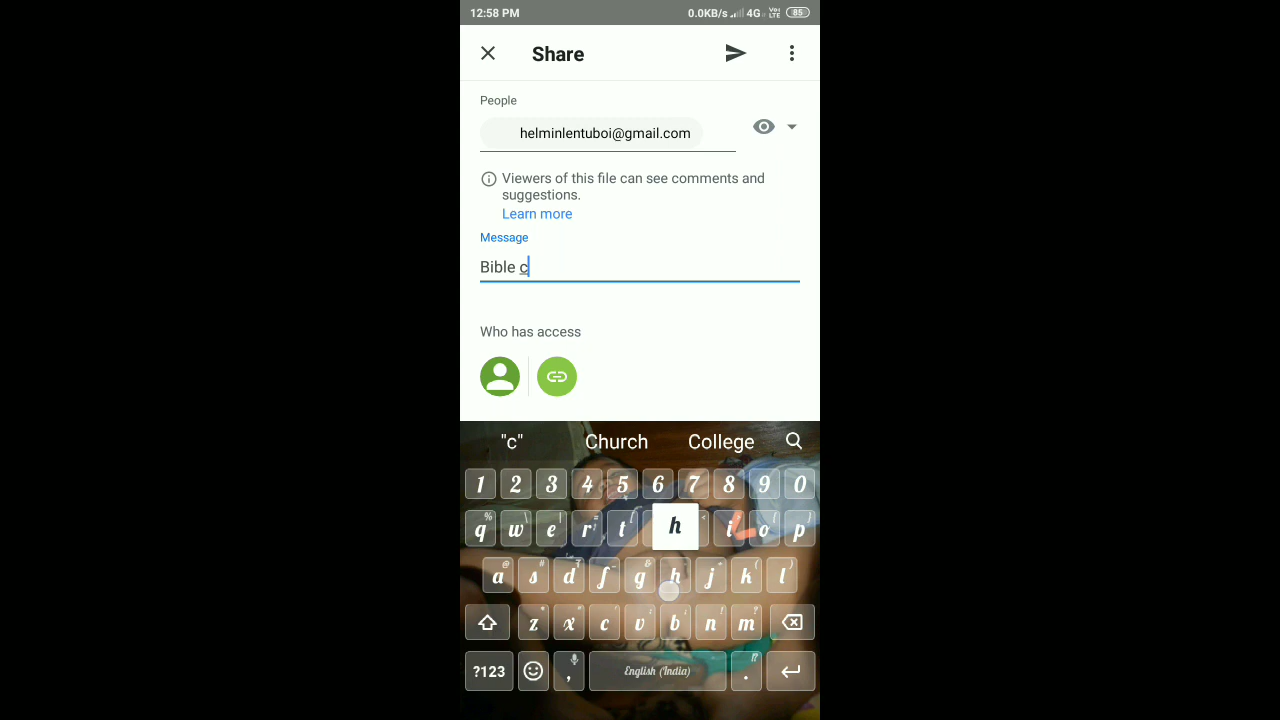 12:58 PM 0.0KB/s 4G VoLTE 85
Share
People
helminlentuboi@gmail.com
Viewers of this file can see comments and
suggestions.
Learn more
Message
Bible c
Who has access
"c" Church College
1 2 3 4 5 6 7 8 9 0
q w e r t h i o p
a s d f g h j k l
z x c v b n m
?123 , English (India) .